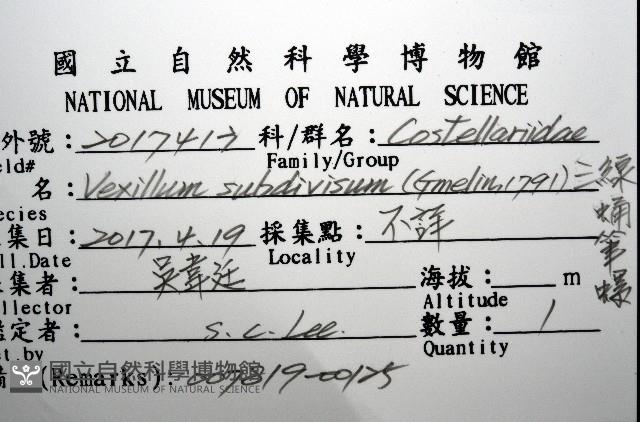 國立自然科學博物館
NATIONAL MUSEUM OF NATURAL SCIENCE
外號: 科/群名: Costellariidae
eld# Family/Group
名: Vexillum subdivisum (Gmelin, 1791) 三線蛹筆螺
ecies
集日: 2017.4.19 採集點: 不詳
ll.Date Locality
集者: 吳韋廷 海拔: m
llector Altitude
定者: S. C. Lee. 數量: 1
t.by Quantity
(Remarks): 007819-00125
國立自然科學博物館
NATIONAL MUSEUM OF NATURAL SCIENCE